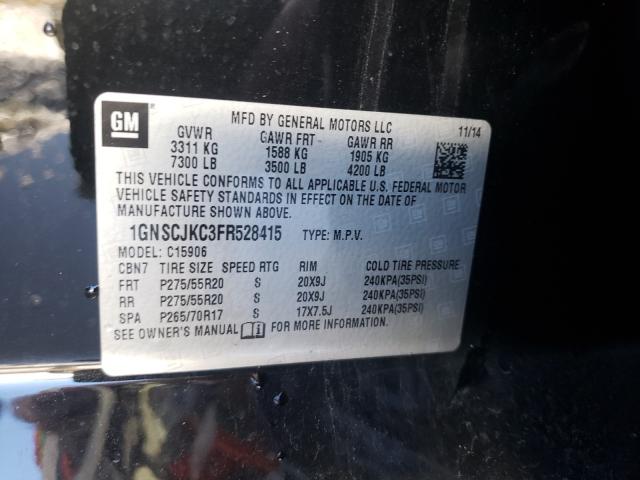 GM
MFD BY GENERAL MOTORS LLC
11/14
GVWR GAWR FRT GAWR RR
3311 KG 1588 KG 1905 KG
7300 LB 3500 LB 4200 LB
THIS VEHICLE CONFORMS TO ALL APPLICABLE U.S. FEDERAL MOTOR
VEHICLE SAFETY STANDARDS IN EFFECT ON THE DATE OF
MANUFACTURE SHOWN ABOVE.
1GNSCJKC3FR528415 TYPE: M.P.V.
MODEL: C15906
CBN7 TIRE SIZE SPEED RTG RIM COLD TIRE PRESSURE
FRT P275/55R20 S 20X9J 240KPA(35PSI)
RR P275/55R20 S 20X9J 240KPA(35PSI)
SPA P265/70R17 S 17X7.5J 240KPA(35PSI)
SEE OWNER'S MANUAL FOR MORE INFORMATION.